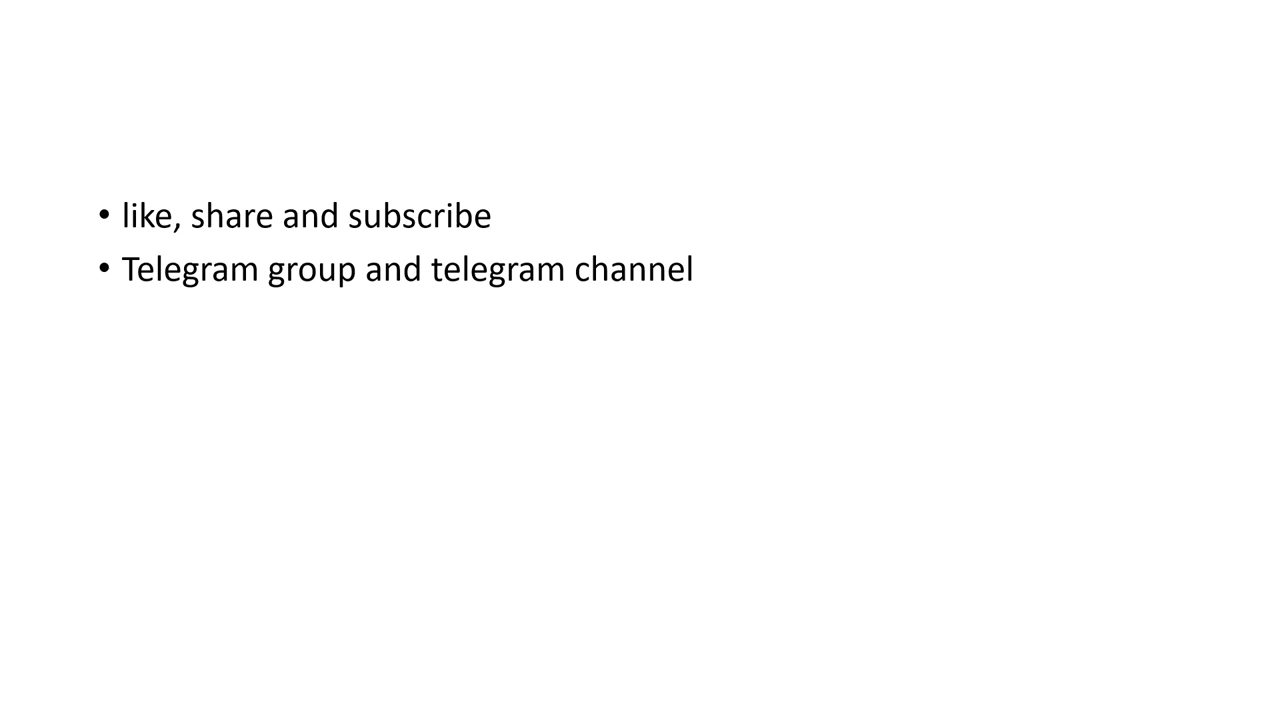 • like, share and subscribe
• Telegram group and telegram channel